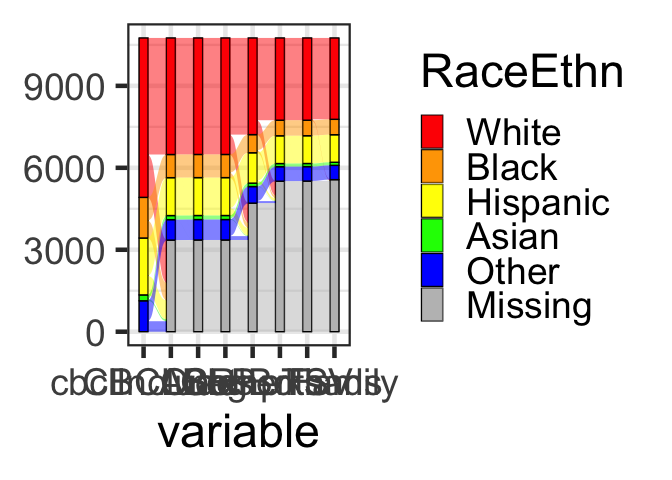 RaceEthn
9000
White
Black
6000
Hispanic
Asian
3000
Other
Missing
0
variable